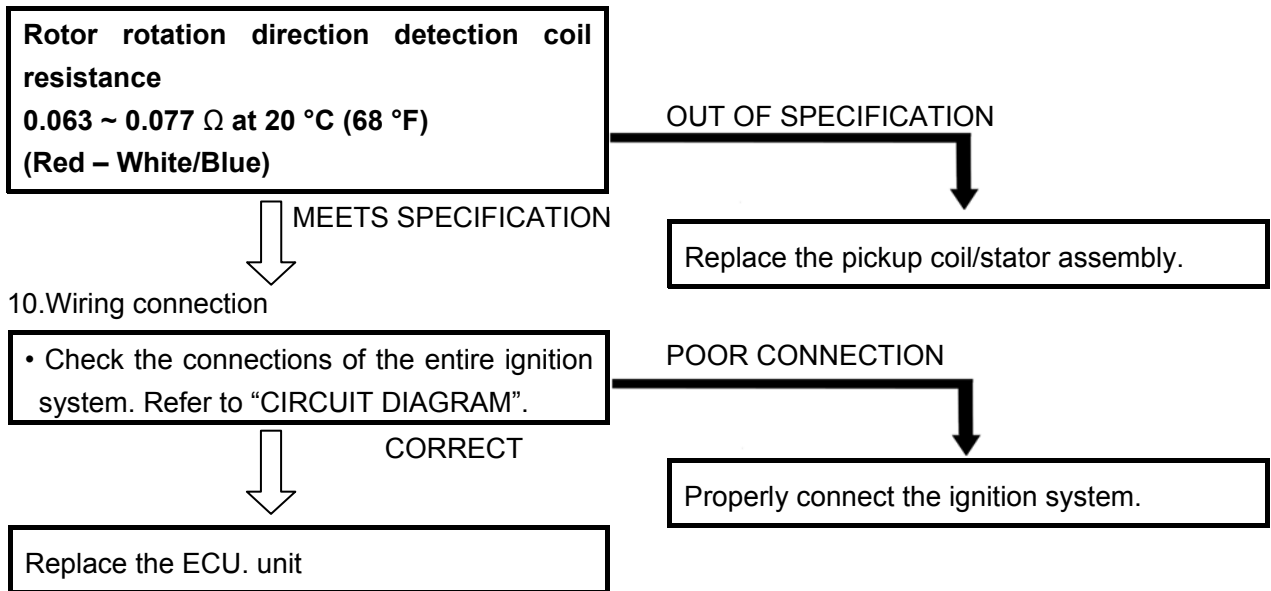 Rotor rotation direction detection coil
resistance
0.063 ~ 0.077 Ω at 20 °C (68 °F)
(Red – White/Blue)
OUT OF SPECIFICATION
MEETS SPECIFICATION
Replace the pickup coil/stator assembly.
10.Wiring connection
• Check the connections of the entire ignition
system. Refer to “CIRCUIT DIAGRAM”.
POOR CONNECTION
CORRECT
Properly connect the ignition system.
Replace the ECU. unit